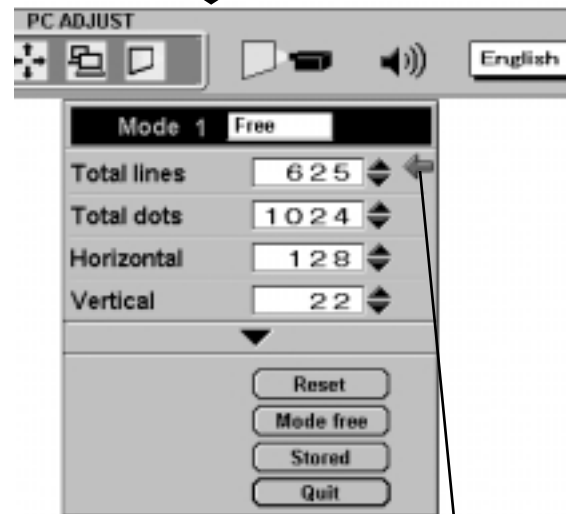 PC ADJUST
English
Mode 1 Free
Total lines 625
Total dots 1024
Horizontal 128
Vertical 22
Reset
Mode free
Stored
Quit